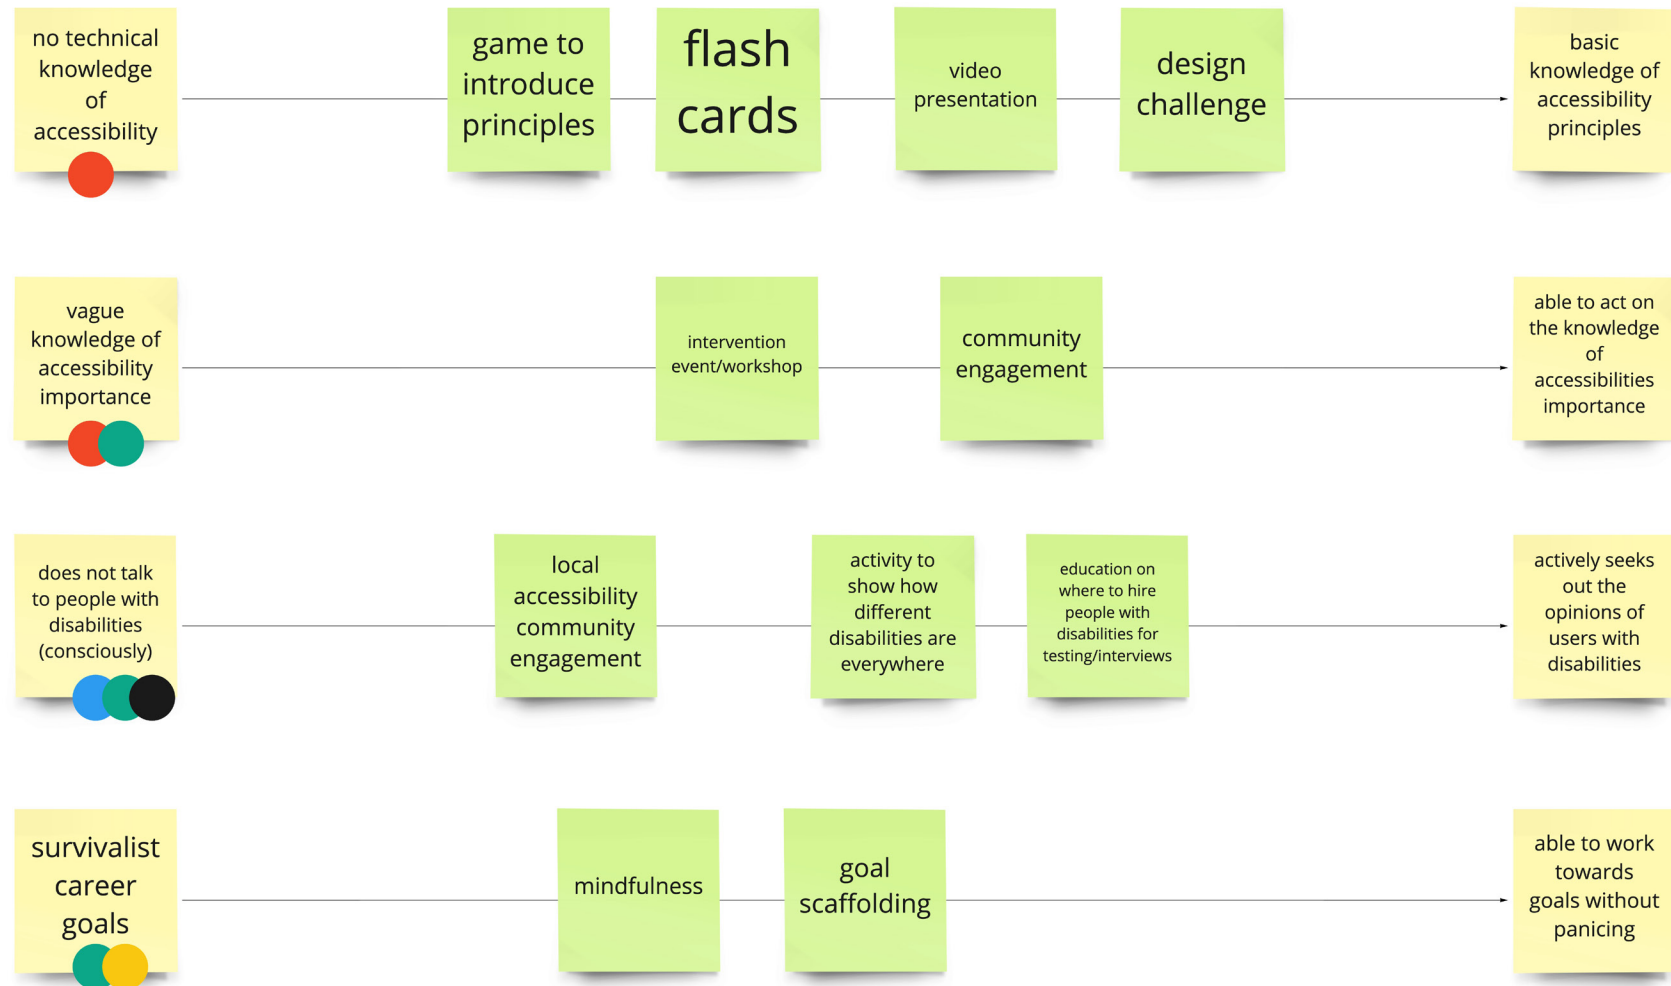 no technical
knowledge
of
accessibility
game to
introduce
principles
flash
cards
video
presentation
design
challenge
basic
knowledge of
accessibility
principles
vague
knowledge of
accessibility
importance
intervention
event/workshop
community
engagement
able to act on
the knowledge
of
accessibilities
importance
does not talk
to people with
disabilities
(consciously)
local
accessibility
community
engagement
activity to
show how
different
disabilities are
everywhere
education on
where to hire
people with
disabilities for
testing/interviews
actively seeks
out the
opinions of
users with
disabilities
survivalist
career
goals
mindfulness
goal
scaffolding
able to work
towards
goals without
panicing